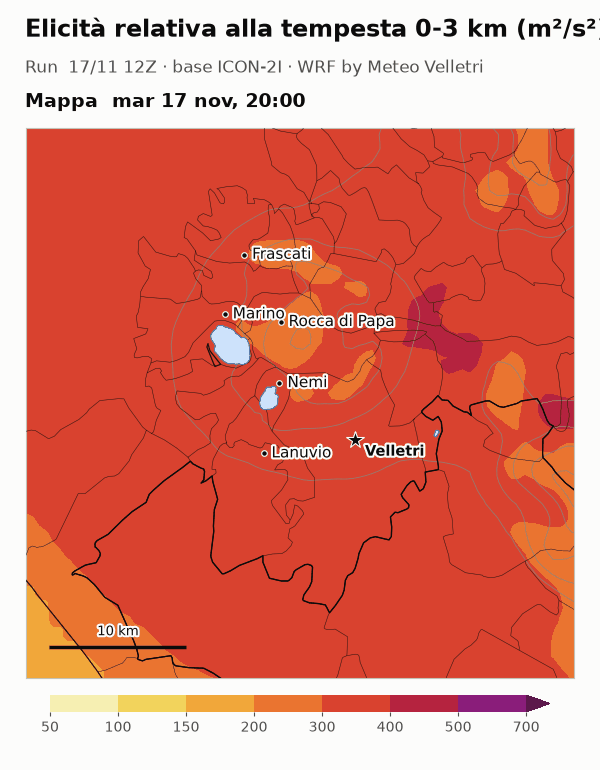 Elicità relativa alla tempesta 0-3 km (m²/s²)
Run 17/11 12Z · base ICON-2I · WRF by Meteo Velletri
Mappa mar 17 nov, 20:00
Frascati
Marino
Rocca di Papa
Nemi
Velletri
Lanuvio
10 km
50 100 150 200 300 400 500 700